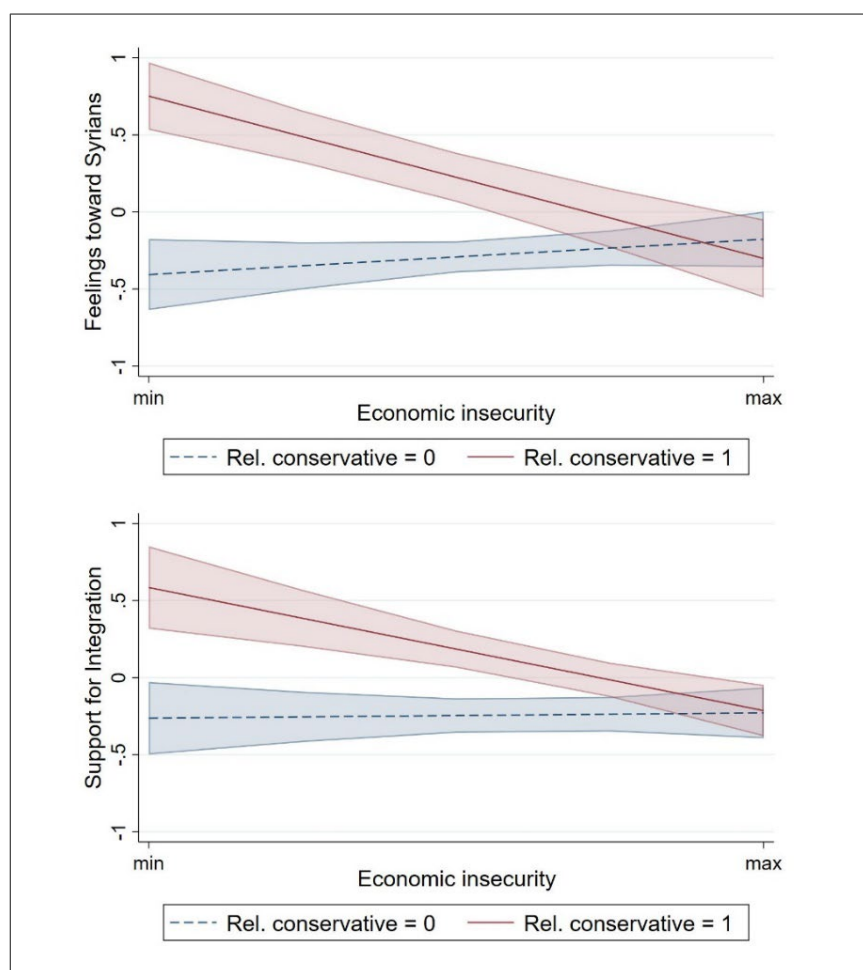 Feelings toward Syrians
1
.5
0
-.5
-1
min
max
Economic insecurity
Rel. conservative = 0
Rel. conservative = 1
Support for Integration
1
.5
0
-.5
-1
min
max
Economic insecurity
Rel. conservative = 0
Rel. conservative = 1